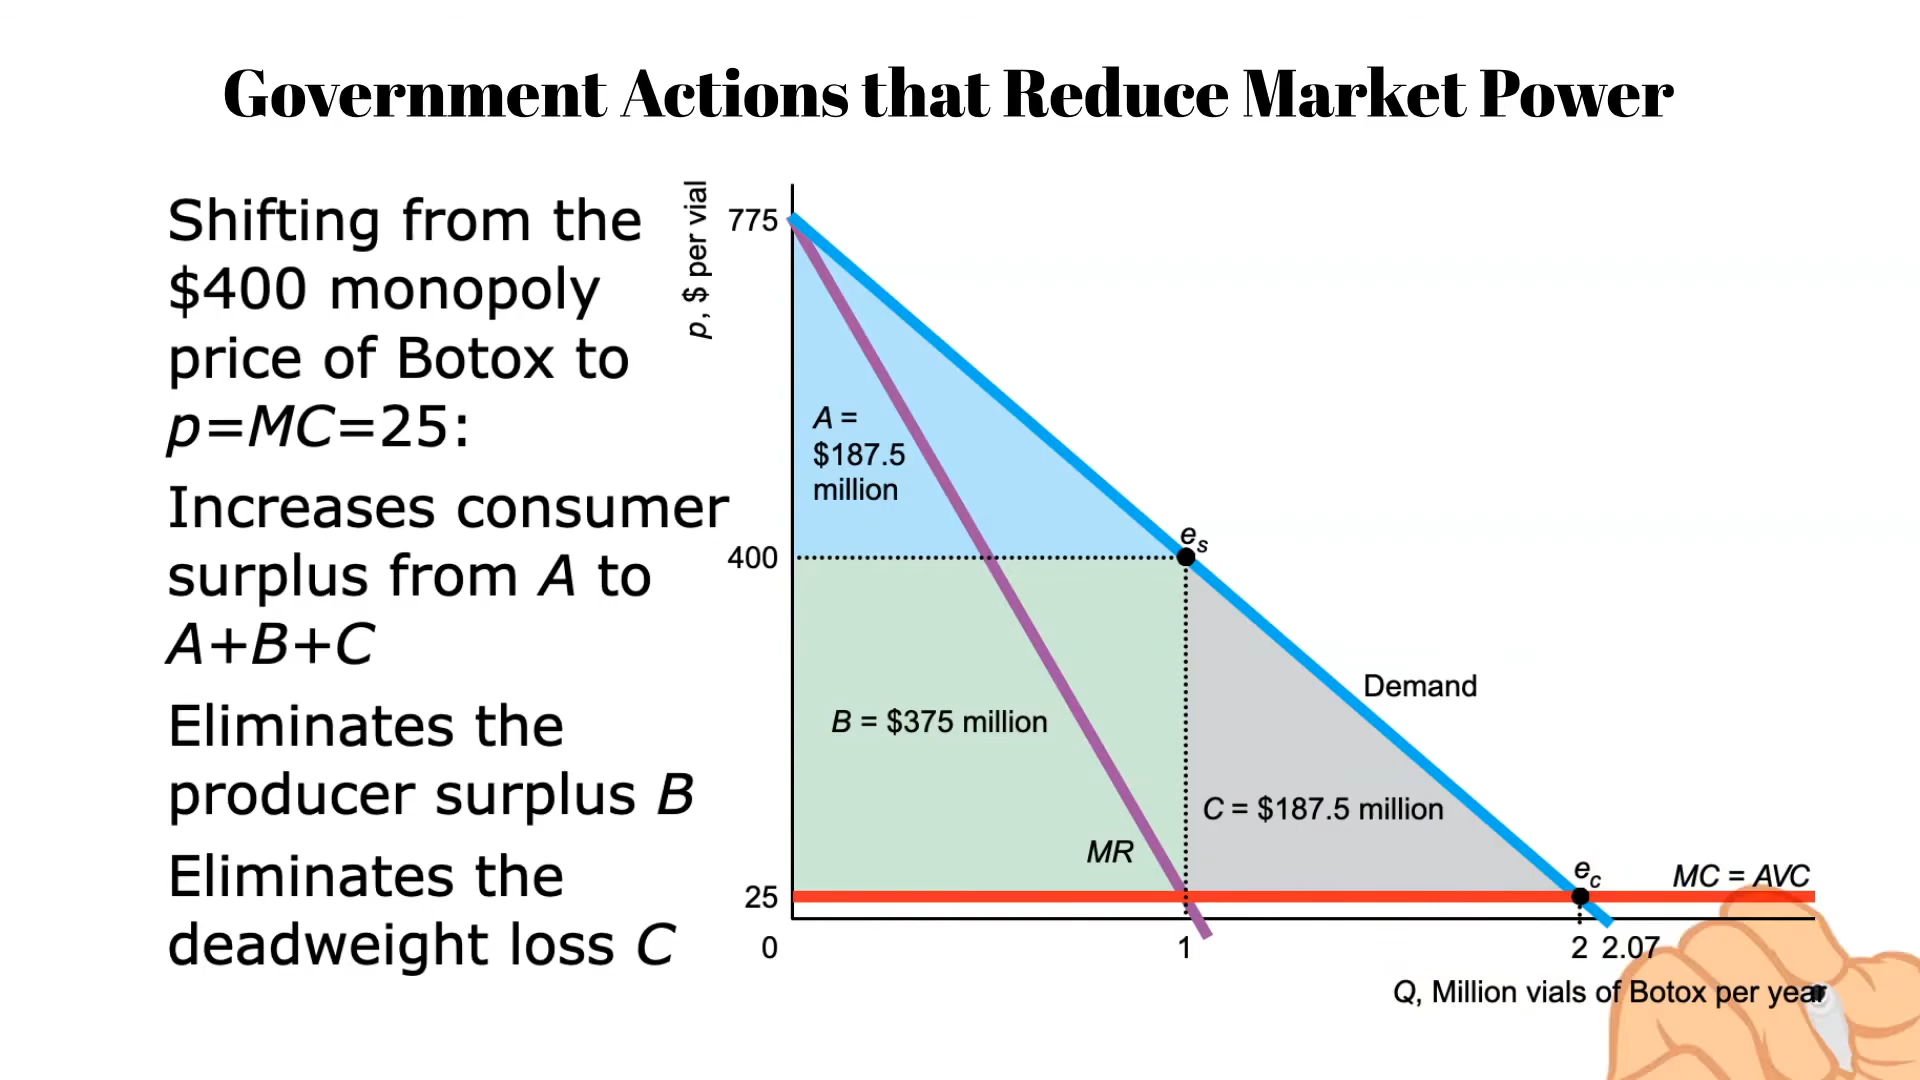 Government Actions that Reduce Market Power
Shifting from the
$400 monopoly
price of Botox to
p=MC=25:
Increases consumer
surplus from A to
A+B+C
Eliminates the
producer surplus B
Eliminates the
deadweight loss C
p, $ per vial
775
A =
$187.5
million
400
es
Demand
B = $375 million
C = $187.5 million
MR
ec
MC = AVC
25
0
1
2
2.07
Q, Million vials of Botox per year